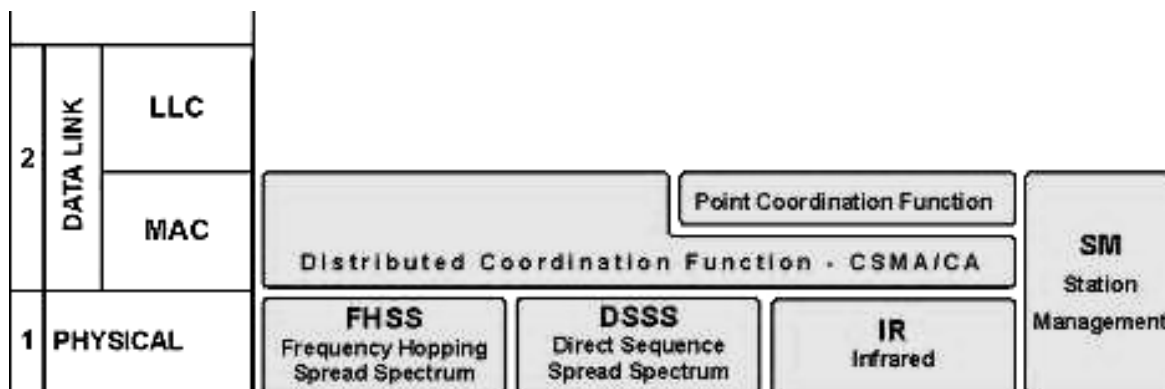 2
DATA LINK
LLC
MAC
Point Coordination Function
Distributed Coordination Function - CSMA/CA
SM
Station
Management
1
PHYSICAL
FHSS
Frequency Hopping
Spread Spectrum
DSSS
Direct Sequence
Spread Spectrum
IR
Infrared